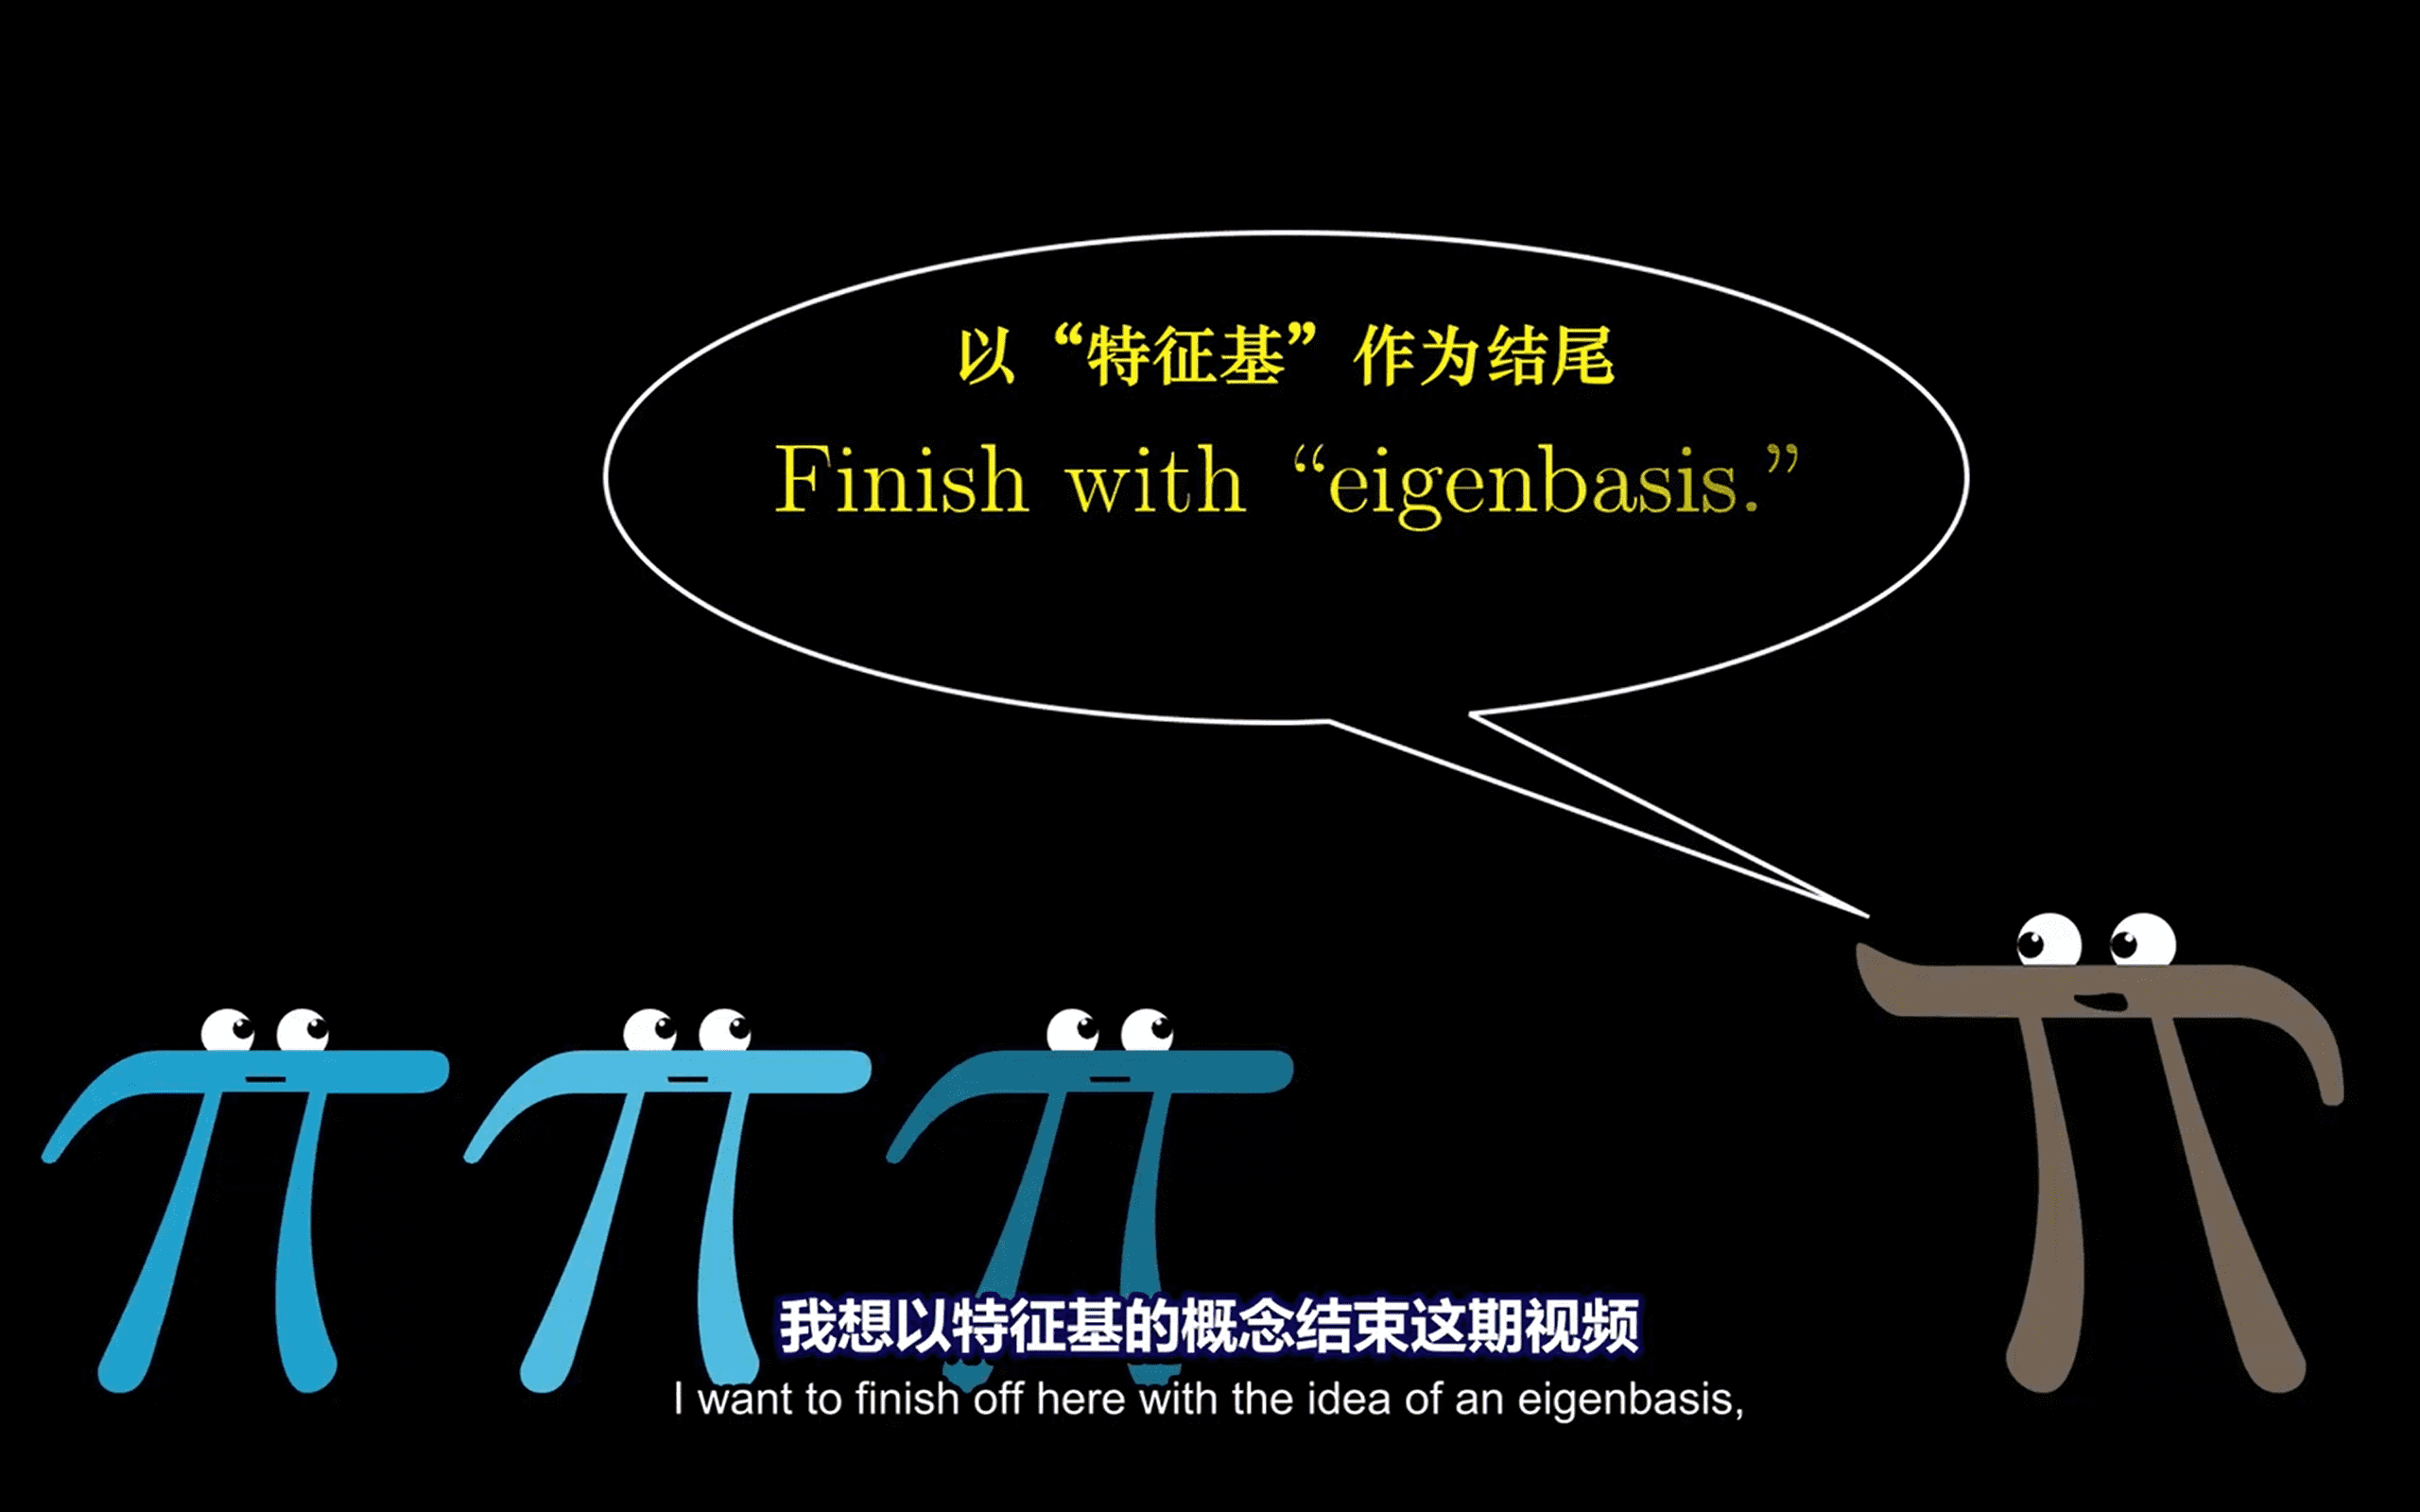 以“特征基”作为结尾
Finish with “eigenbasis.”
我想以特征基的概念结束这期视频
I want to finish off here with the idea of an eigenbasis,